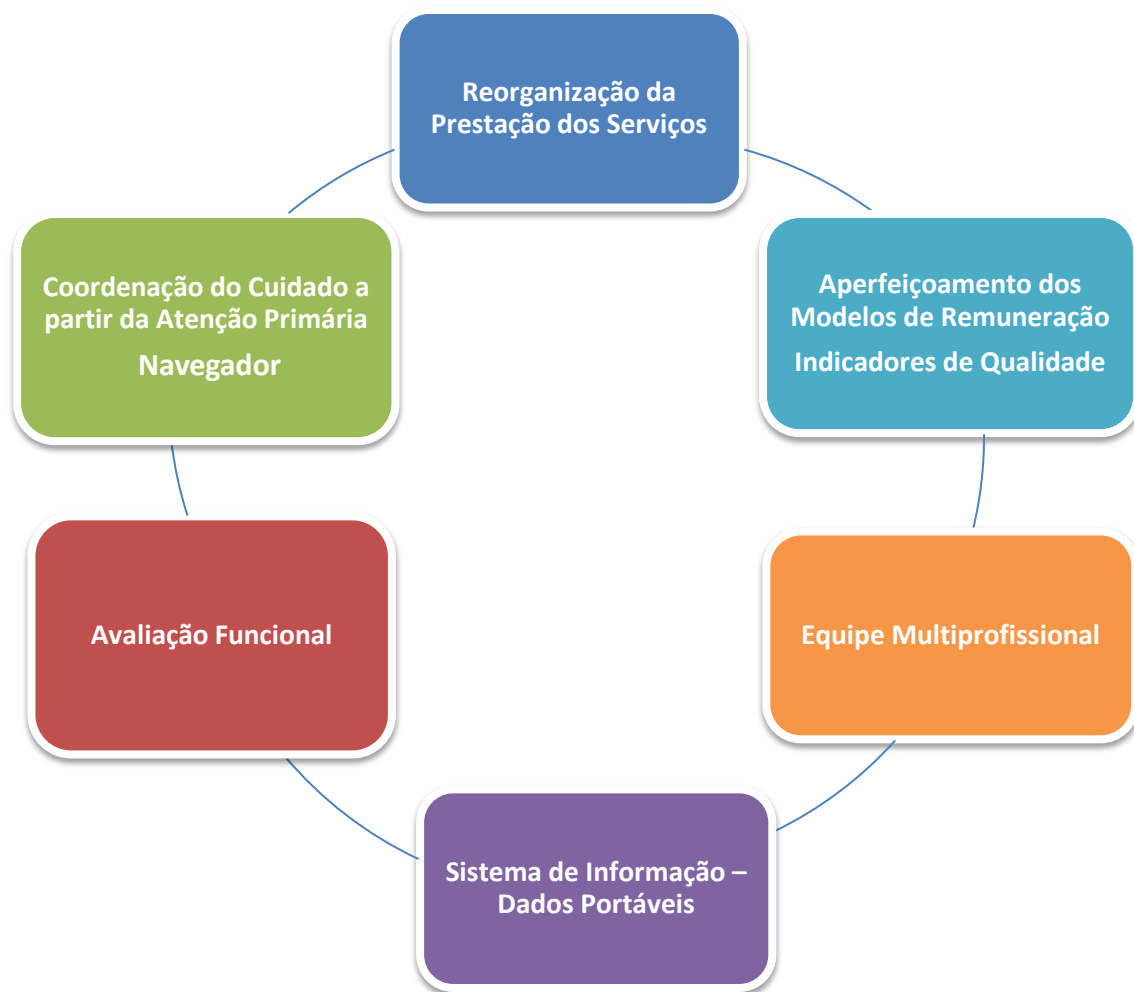 Reorganização da
Prestação dos Serviços
Aperfeiçoamento dos
Modelos de Remuneração
Indicadores de Qualidade
Equipe Multiprofissional
Sistema de Informação –
Dados Portáveis
Avaliação Funcional
Coordenação do Cuidado a
partir da Atenção Primária
Navegador